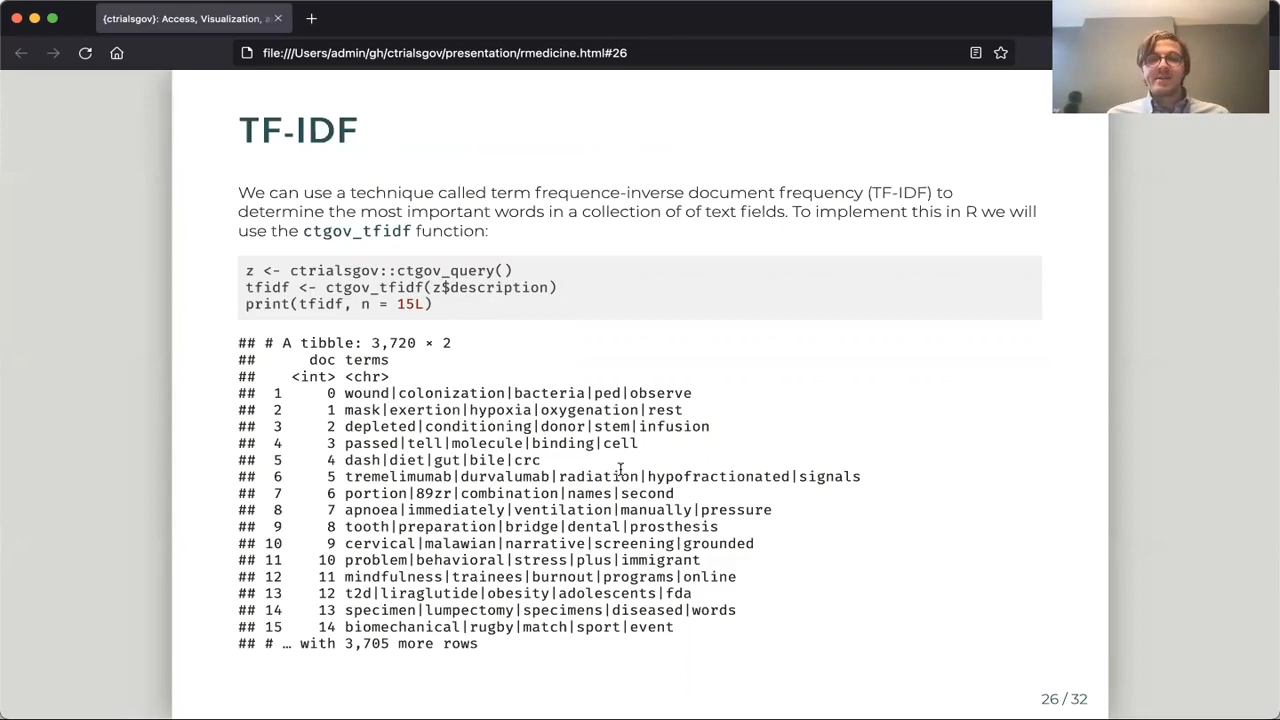 {ctrialsgov}: Access, Visualization, a
file:///Users/admin/gh/ctrialsgov/presentation/rmedicine.html#26
TF-IDF
We can use a technique called term frequence-inverse document frequency (TF-IDF) to
determine the most important words in a collection of of text fields. To implement this in R we will
use the ctgov_tfidf function:
z <- ctrialsgov::ctgov_query()
tfidf <- ctgov_tfidf(z$description)
print(tfidf, n = 15L)
## # A tibble: 3,720 × 2
## doc terms
## <int> <chr>
## 1 0 wound|colonization|bacteria|ped|observe
## 2 1 mask|exertion|hypoxia|oxygenation|rest
## 3 2 depleted|conditioning|donor|stem|infusion
## 4 3 passed|tell|molecule|binding|cell
## 5 4 dash|diet|gut|bile|crc
## 6 5 tremelimumab|durvalumab|radiation|hypofractionated|signals
## 7 6 portion|89zr|combination|names|second
## 8 7 apnoea|immediately|ventilation|manually|pressure
## 9 8 tooth|preparation|bridge|dental|prosthesis
## 10 9 cervical|malawian|narrative|screening|grounded
## 11 10 problem|behavioral|stress|plus|immigrant
## 12 11 mindfulness|trainees|burnout|programs|online
## 13 12 t2d|liraglutide|obesity|adolescents|fda
## 14 13 specimen|lumpectomy|specimens|diseased|words
## 15 14 biomechanical|rugby|match|sport|event
## # … with 3,705 more rows
26 / 32